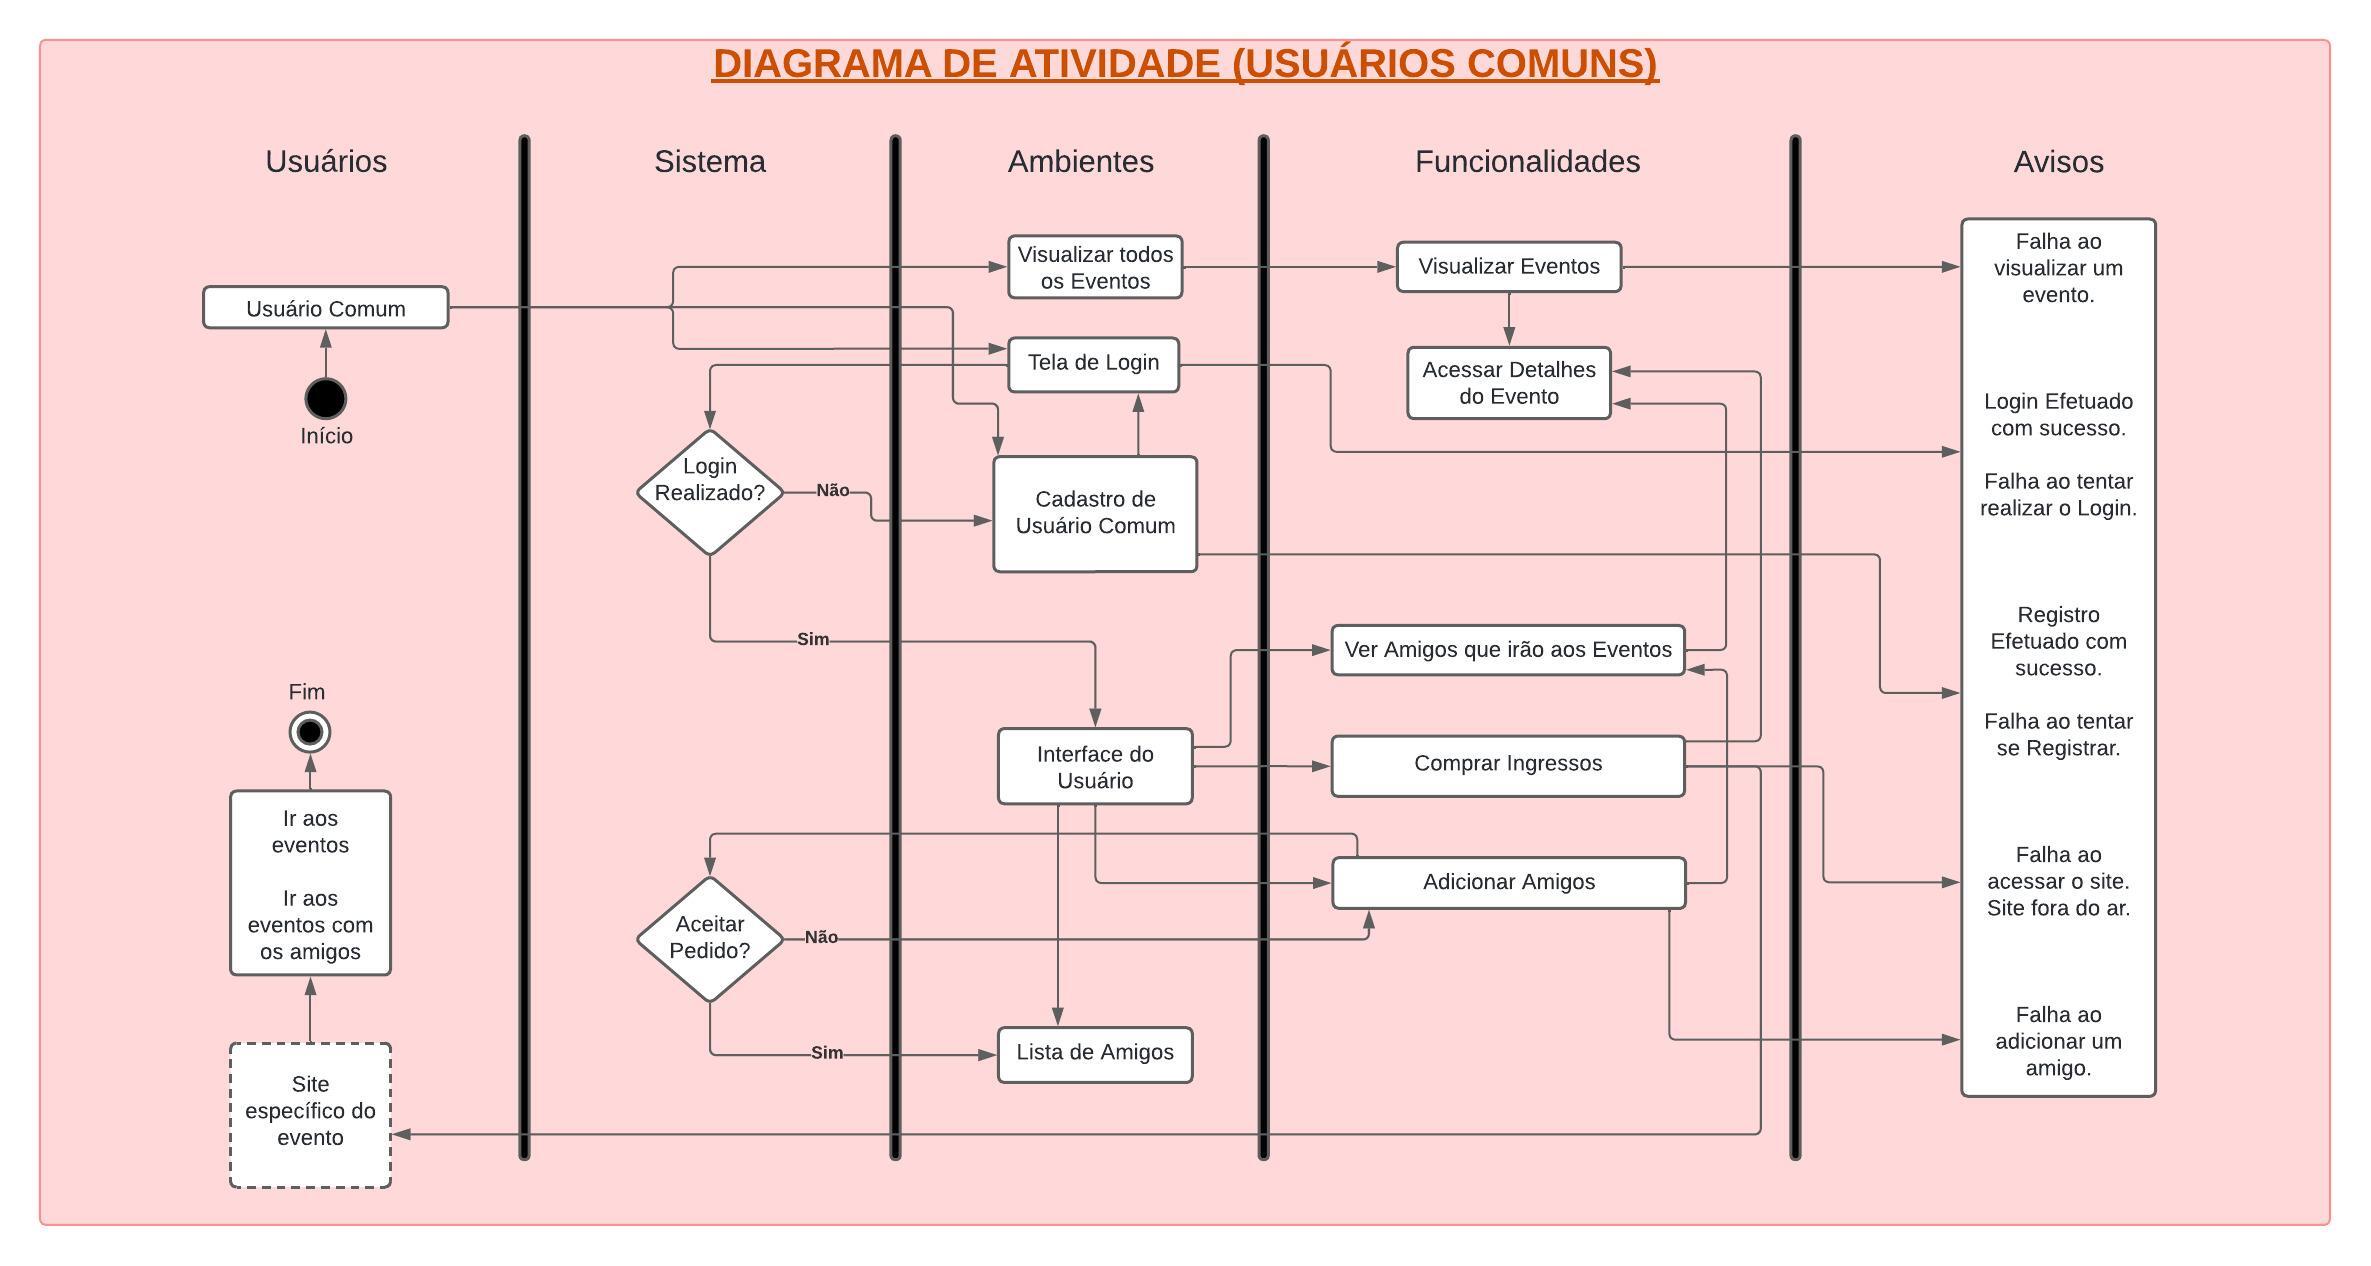 DIAGRAMA DE ATIVIDADE (USUÁRIOS COMUNS)
Usuários
Sistema
Ambientes
Funcionalidades
Avisos
Usuário Comum
Início
Fim
Ir aos
eventos
Ir aos
eventos com
os amigos
Site
específico do
evento
Login
Realizado?
Não
Sim
Aceitar
Pedido?
Não
Sim
Visualizar todos
os Eventos
Tela de Login
Cadastro de
Usuário Comum
Interface do
Usuário
Lista de Amigos
Visualizar Eventos
Acessar Detalhes
do Evento
Ver Amigos que irão aos Eventos
Comprar Ingressos
Adicionar Amigos
Falha ao
visualizar um
evento.
Login Efetuado
com sucesso.
Falha ao tentar
realizar o Login.
Registro
Efetuado com
sucesso.
Falha ao tentar
se Registrar.
Falha ao
acessar o site.
Site fora do ar.
Falha ao
adicionar um
amigo.